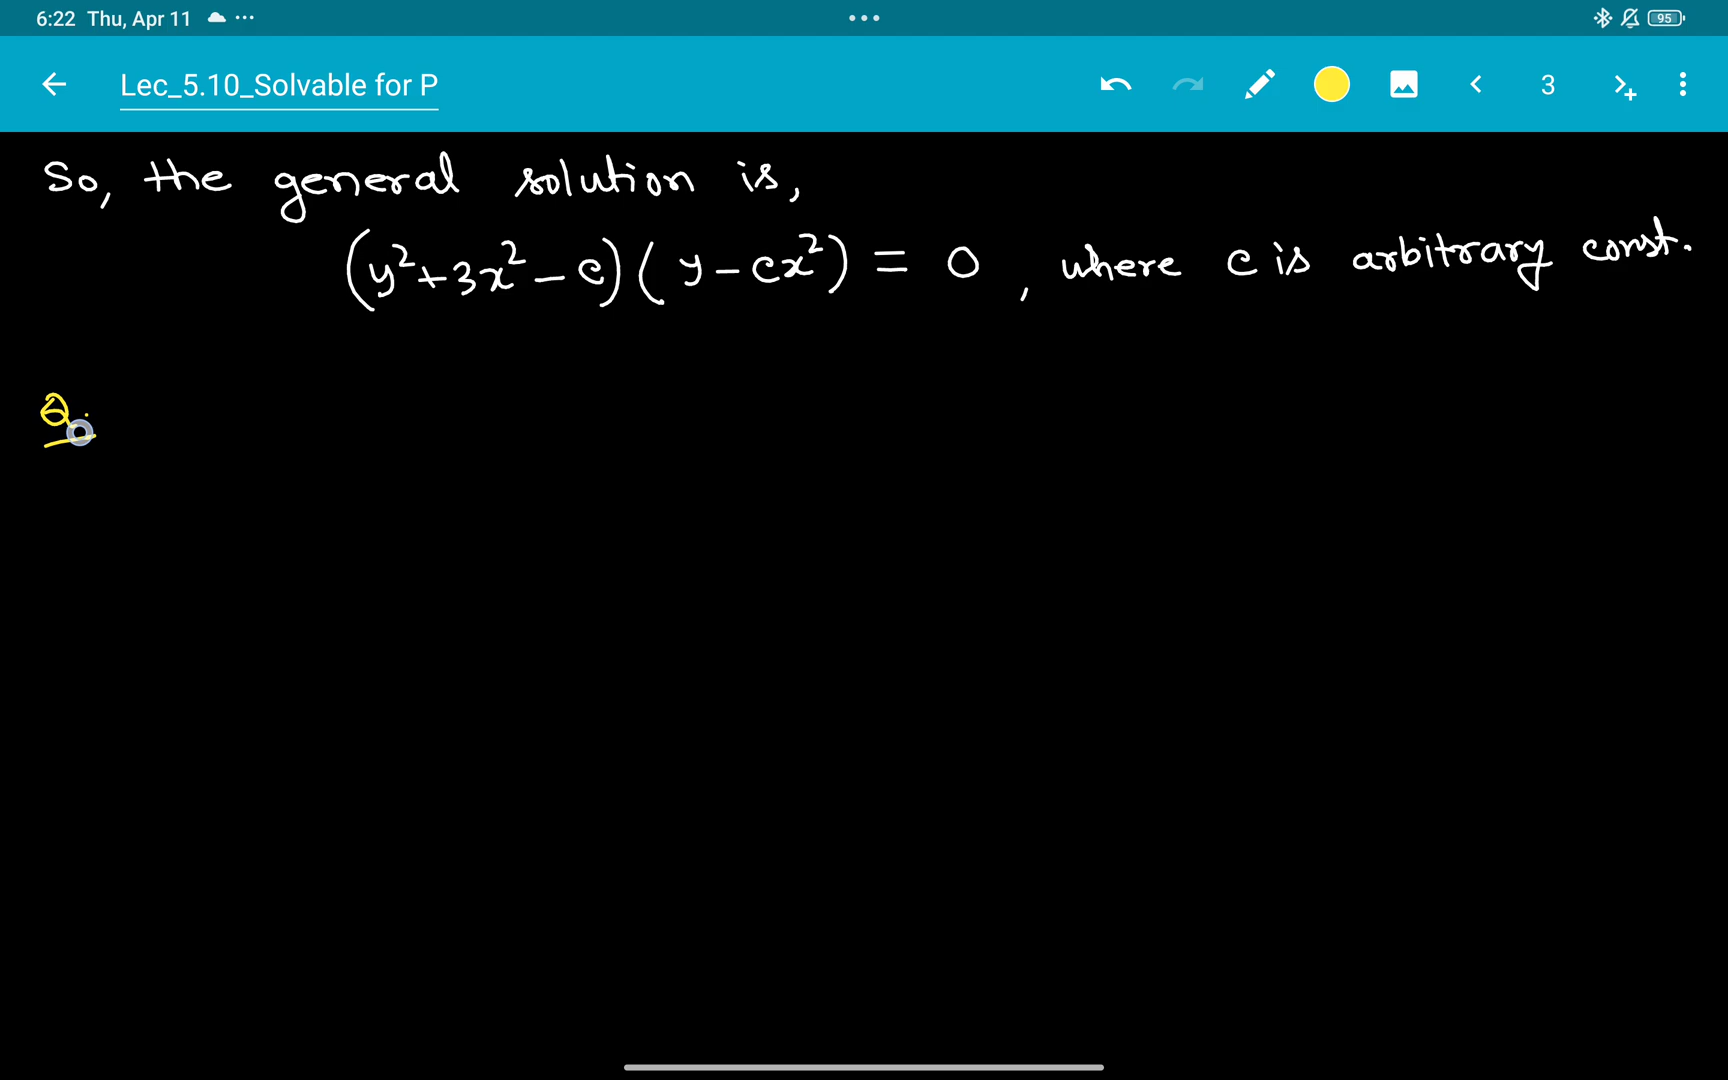 6:22 Thu, Apr 11
95
Lec_5.10_Solvable for P
3
So, the general solution is,
(y²+3x²-c)(y-cx²) = 0, where c is arbitrary const.
Q.